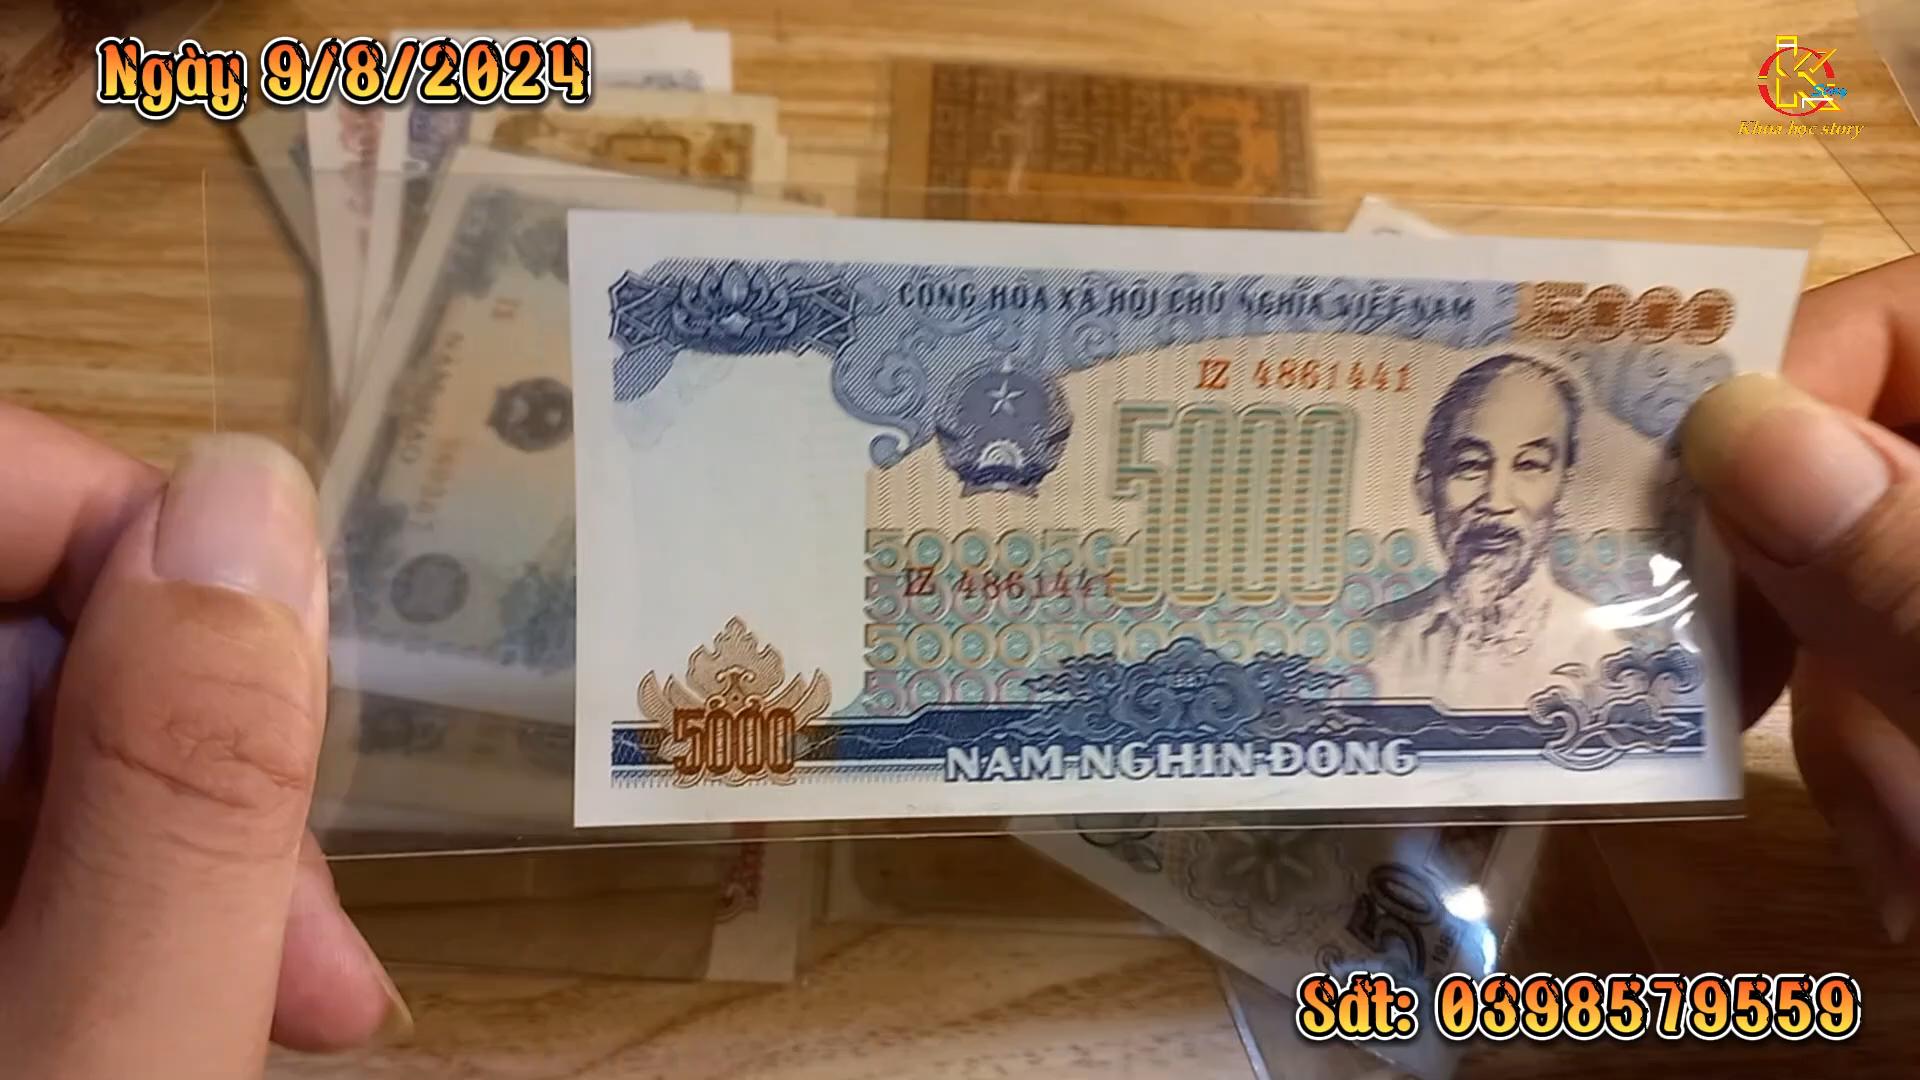 Ngày 9/8/2024
Khoa học story
CỘNG HÒA XÃ HỘI CHỦ NGHĨA VIỆT NAM
5000
IZ 4861441
5000
IZ 4861441
5000
NĂM NGHÌN ĐỒNG
50
Sđt: 0398579559